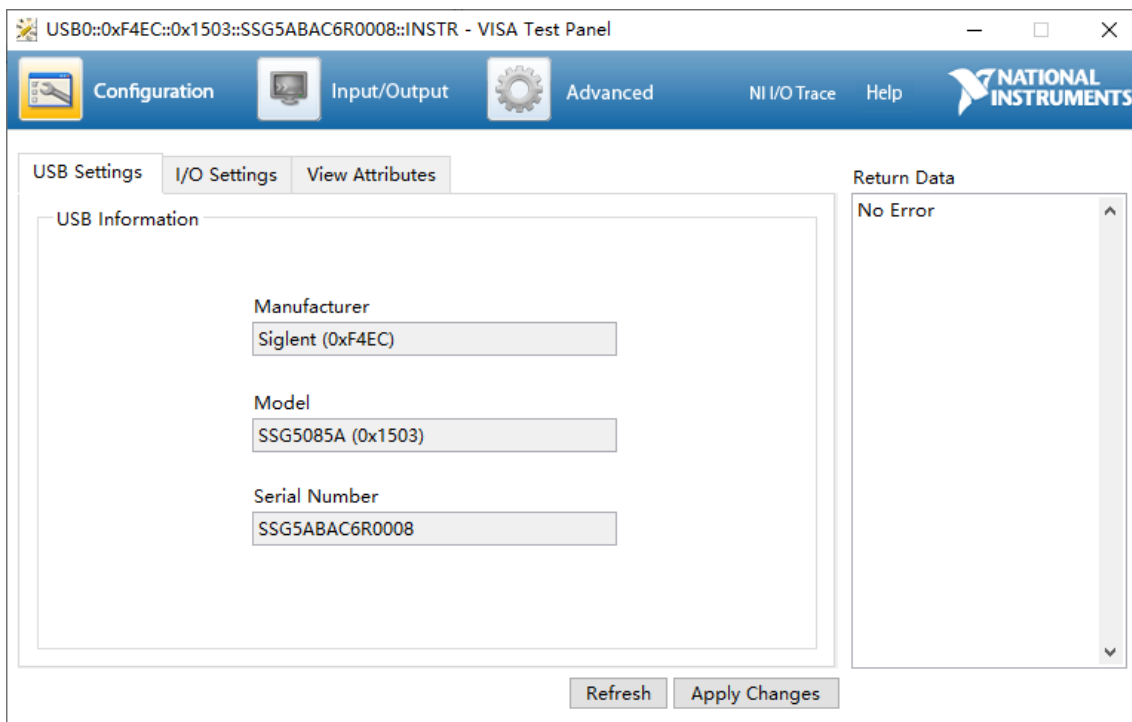 USB0::0xF4EC::0x1503::SSG5ABAC6R0008::INSTR - VISA Test Panel
Configuration Input/Output Advanced NI I/O Trace Help NATIONAL INSTRUMENTS
USB Settings I/O Settings View Attributes
Return Data
No Error
USB Information
Manufacturer
Siglent (0xF4EC)
Model
SSG5085A (0x1503)
Serial Number
SSG5ABAC6R0008
Refresh Apply Changes